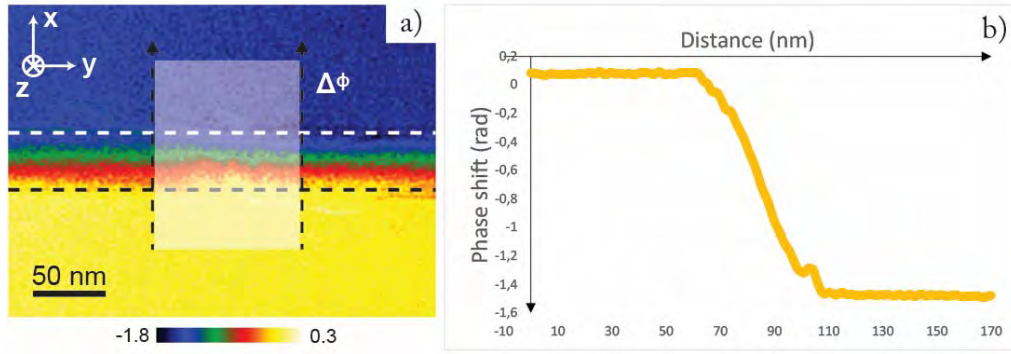 a)
x
y
z
Δᶲ
50 nm
-1.8 0.3
b)
Distance (nm)
Phase shift (rad)
0,2
0
-0,2
-0,4
-0,6
-0,8
-1
-1,2
-1,4
-1,6
-10 10 30 50 70 90 110 130 150 170